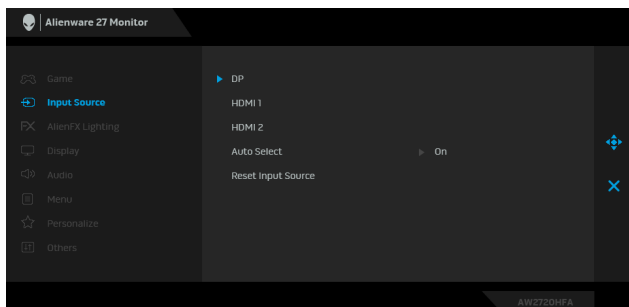 Alienware 27 Monitor
Game
Input Source
FX AlienFX Lighting
Display
Audio
Menu
Personalize
Others
DP
HDMI 1
HDMI 2
Auto Select On
Reset Input Source
AW2720HFA